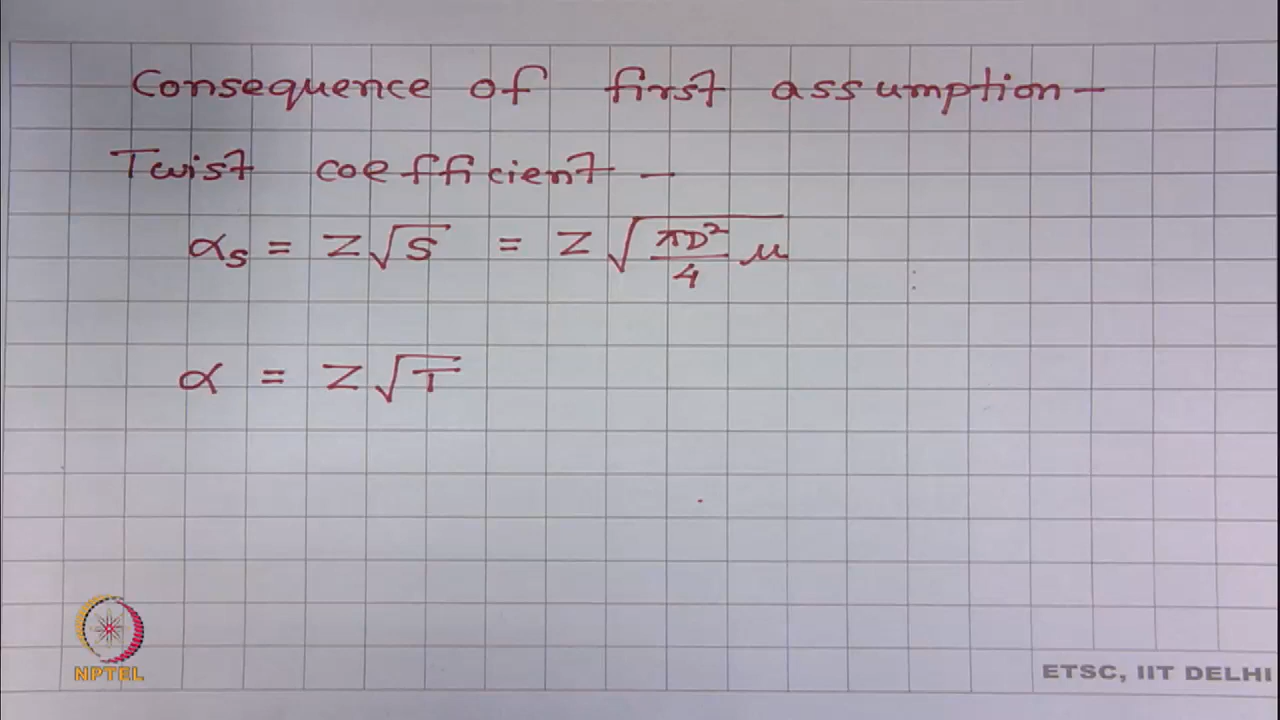 Consequence of first assumption -
Twist coefficient -
αs = Z√S = Z√(πD²/4 μ)
α = Z√T
NPTEL
ETSC, IIT DELHI